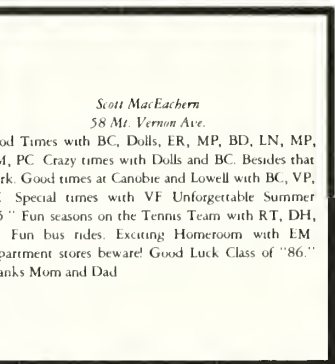 Scott MacEachern
58 Mt. Vernon Ave.
od Times with BC, Dolls, ER, MP, BD, LN, MP,
M, PC Crazy times with Dolls and BC. Besides that
rk. Good times at Canobie and Lowell with BC, VP,
Special times with VF Unforgettable Summer
5 " Fun seasons on the Tennis Team with RT, DH,
Fun bus rides. Exciting Homeroom with EM
partment stores beware! Good Luck Class of "86."
anks Mom and Dad